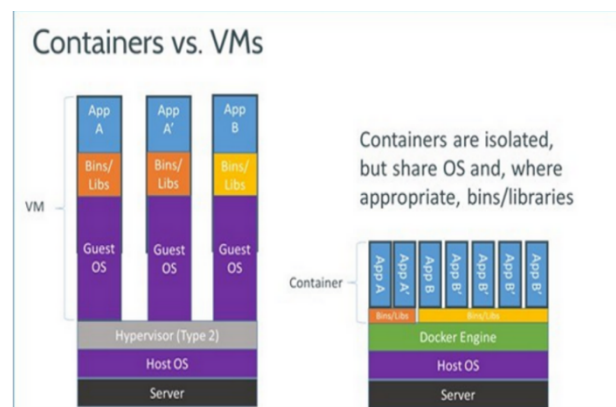 Containers vs. VMs
App
A
App
A'
App
B
Bins/
Libs
Bins/
Libs
Bins/
Libs
VM
Guest
OS
Guest
OS
Guest
OS
Hypervisor (Type 2)
Host OS
Server
Containers are isolated,
but share OS and, where
appropriate, bins/libraries
Container
App A
App A'
App B
App B'
App B'
App B'
App B'
Bins/Libs
Bins/Libs
Docker Engine
Host OS
Server